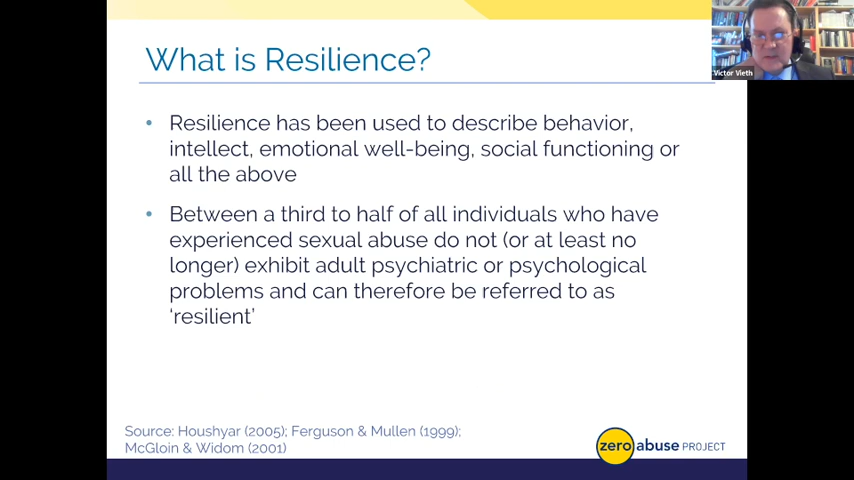 What is Resilience?
Victor Vieth
• Resilience has been used to describe behavior,
intellect, emotional well-being, social functioning or
all the above
• Between a third to half of all individuals who have
experienced sexual abuse do not (or at least no
longer) exhibit adult psychiatric or psychological
problems and can therefore be referred to as
‘resilient’
Source: Houshyar (2005); Ferguson & Mullen (1999);
McGloin & Widom (2001)
zero abuse PROJECT